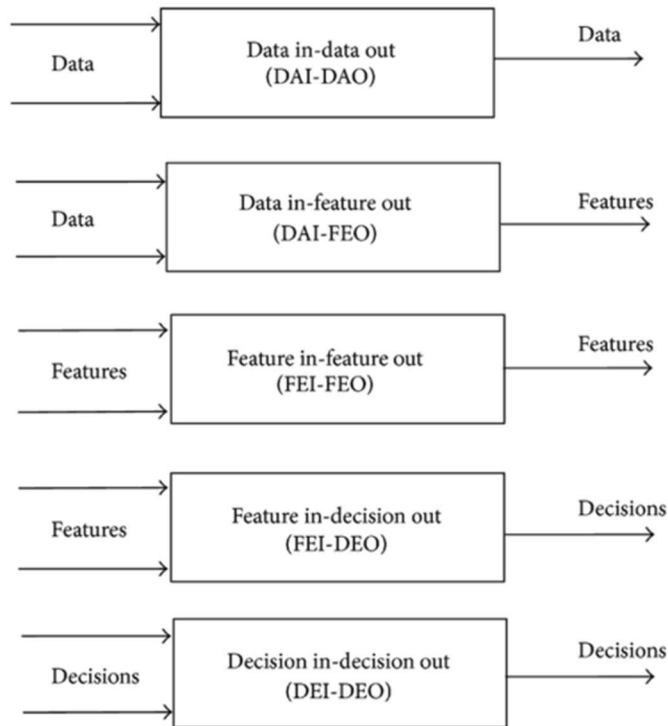 Data
Data in-data out
(DAI-DAO)
Data
Data
Data in-feature out
(DAI-FEO)
Features
Features
Feature in-feature out
(FEI-FEO)
Features
Features
Feature in-decision out
(FEI-DEO)
Decisions
Decisions
Decision in-decision out
(DEI-DEO)
Decisions